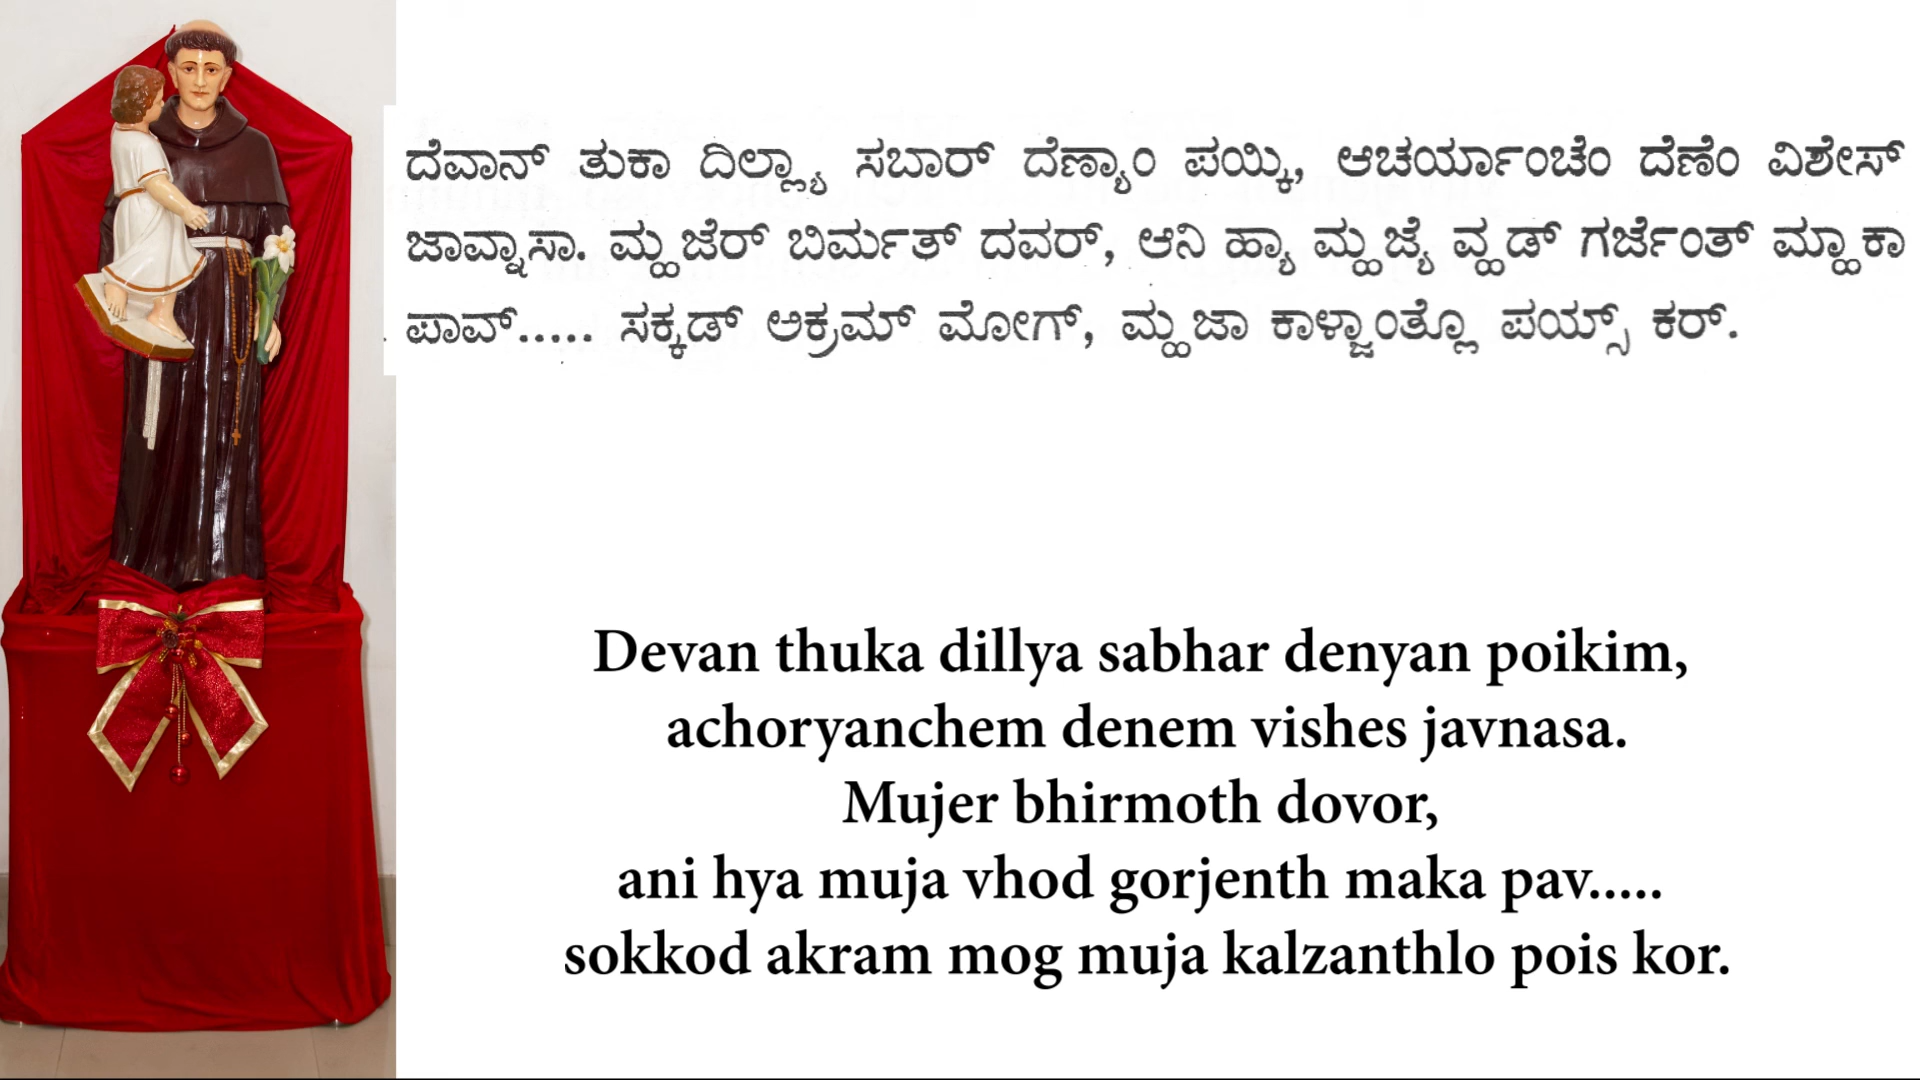 ದೆವಾನ್ ತುಕಾ ದಿಲ್ಲ್ಯಾ ಸಬಾರ್ ದೆಣ್ಯಾಂ ಪಯ್ಕಿ, ಆಚರ್ಯಾಂಚೆಂ ದೆಣೆಂ ವಿಶೇಸ್
ಜಾವ್ನಾಸಾ. ಮ್ಹಜೆರ್ ಬಿರ್ಮತ್ ದವರ್, ಆನಿ ಹ್ಯಾ ಮ್ಹಜ್ಯೆ ವ್ಹಡ್ ಗರ್ಜೆಂತ್ ಮ್ಹಾಕಾ
ಪಾವ್..... ಸಕ್ಕಡ್ ಅಕ್ರಮ್ ಮೋಗ್, ಮ್ಹಜಾ ಕಾಳ್ಜಾಂತ್ಲೊ ಪಯ್ಸ್ ಕರ್.
Devan thuka dillya sabhar denyan poikim,
achoryanchem denem vishes javnasa.
Mujer bhirmoth dovor,
ani hya muja vhod gorjenth maka pav.....
sokkod akram mog muja kalzanthlo pois kor.